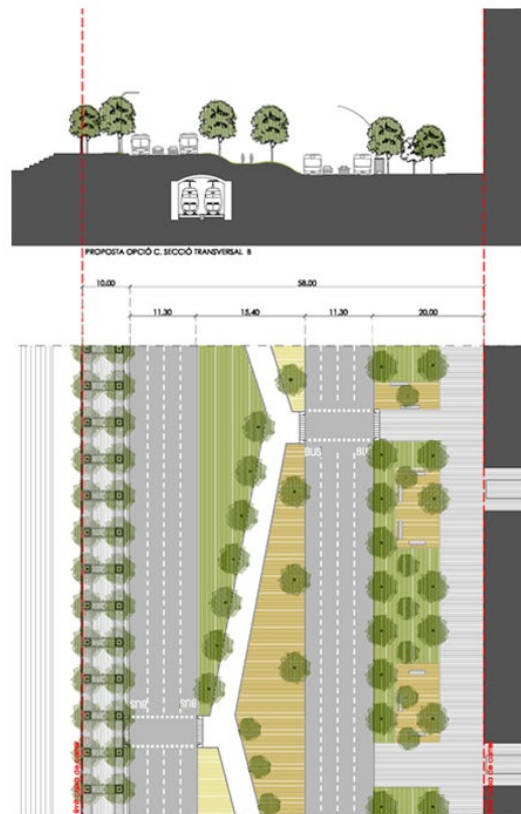 PROPOSTA OPCIÓ C. SECCIÓ TRANSVERSAL B
10,00
58,00
11,30
15,40
11,30
20,00
BUS
BUS
BUS
BUS